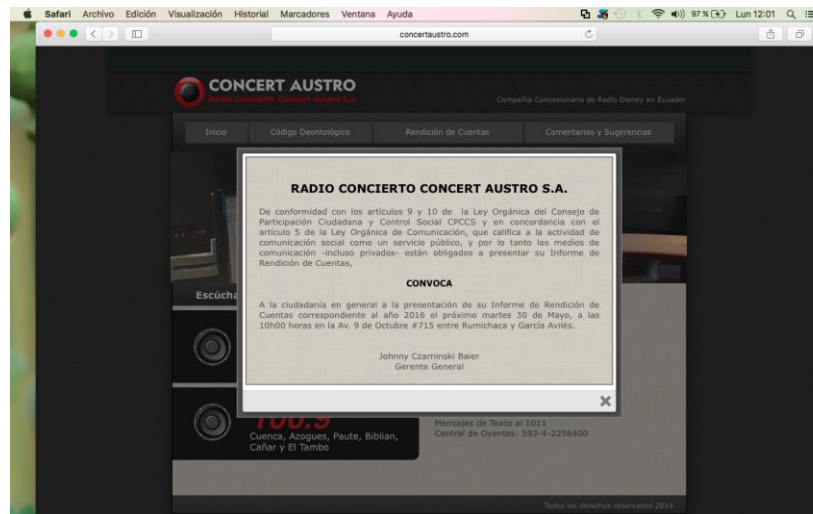 Safari Archivo Edición Visualización Historial Marcadores Ventana Ayuda 97 % Lun 12:01
concertaustro.com
CONCERT AUSTRO
Radio Concierto Concert Austro S.A.
Compañía Concesionaria de Radio Disney en Ecuador
Inicio Código Deontológico Rendición de Cuentas Comentarios y Sugerencias
RADIO CONCIERTO CONCERT AUSTRO S.A.
De conformidad con los artículos 9 y 10 de la Ley Orgánica del Consejo de
Participación Ciudadana y Control Social CPCCS y en concordancia con el
artículo 5 de la Ley Orgánica de Comunicación, que califica a la actividad de
comunicación social como un servicio público, y por lo tanto los medios de
comunicación -incluso privados- están obligados a presentar su Informe de
Rendición de Cuentas,
CONVOCA
A la ciudadanía en general a la presentación de su Informe de Rendición de
Cuentas correspondiente al año 2016 el próximo martes 30 de Mayo, a las
10h00 horas en la Av. 9 de Octubre #715 entre Rumichaca y García Avilés.
Johnny Czarninski Baier
Gerente General
Escúcha
100.9
Cuenca, Azogues, Paute, Biblian,
Cañar y El Tambo
Mensajes de Texto al 1011
Central de Oyentes: 593-4-2256400
Todos los derechos reservados 2014